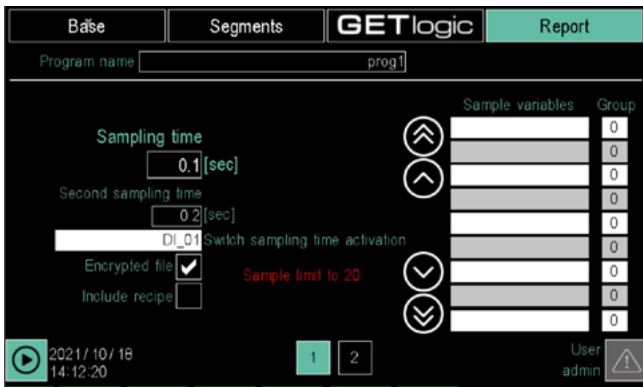 Base
Segments
GETlogic
Report
Program name
prog1
Sample variables
Group
Sampling time
0.1
[sec]
Second sampling time
0.2
[sec]
DI_01
Switch sampling time activation
Encrypted file
Sample limit to 20
Include recipe
0
0
0
0
0
0
0
0
0
2021/10/18
14:12:20
1
2
User
admin